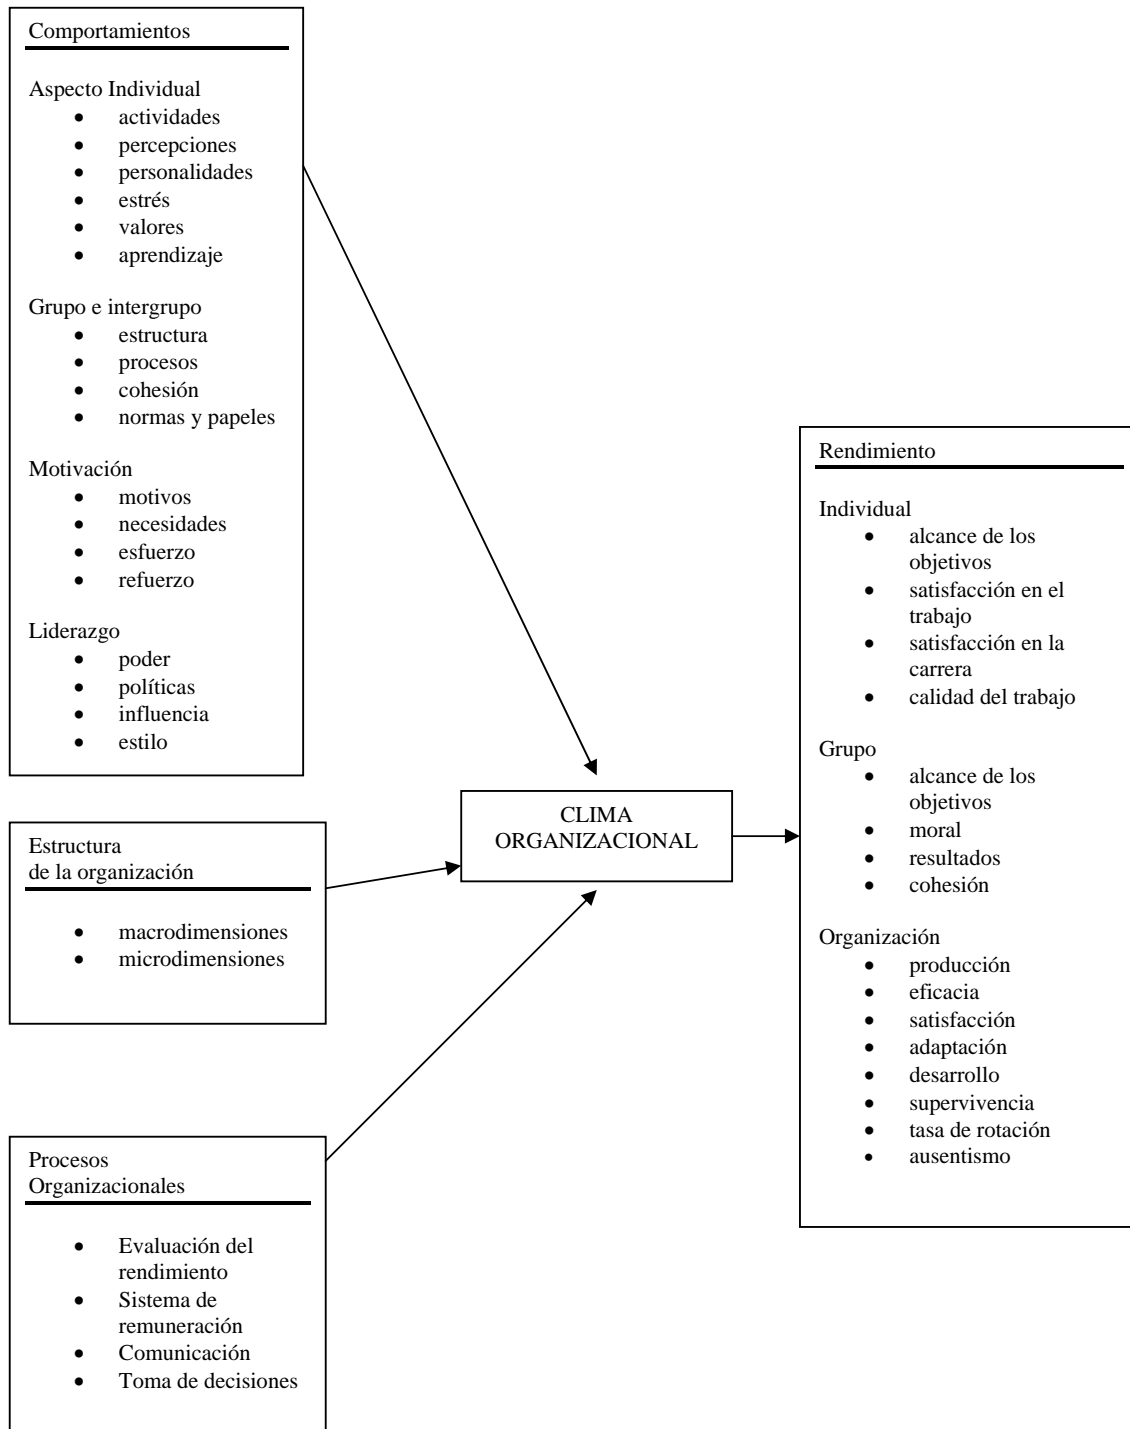 Comportamientos
Aspecto Individual
• actividades
• percepciones
• personalidades
• estrés
• valores
• aprendizaje
Grupo e intergrupo
• estructura
• procesos
• cohesión
• normas y papeles
Motivación
• motivos
• necesidades
• esfuerzo
• refuerzo
Liderazgo
• poder
• políticas
• influencia
• estilo
Estructura
de la organización
• macrodimensiones
• microdimensiones
Procesos
Organizacionales
• Evaluación del
rendimiento
• Sistema de
remuneración
• Comunicación
• Toma de decisiones
CLIMA
ORGANIZACIONAL
Rendimiento
Individual
• alcance de los
objetivos
• satisfacción en el
trabajo
• satisfacción en la
carrera
• calidad del trabajo
Grupo
• alcance de los
objetivos
• moral
• resultados
• cohesión
Organización
• producción
• eficacia
• satisfacción
• adaptación
• desarrollo
• supervivencia
• tasa de rotación
• ausentismo